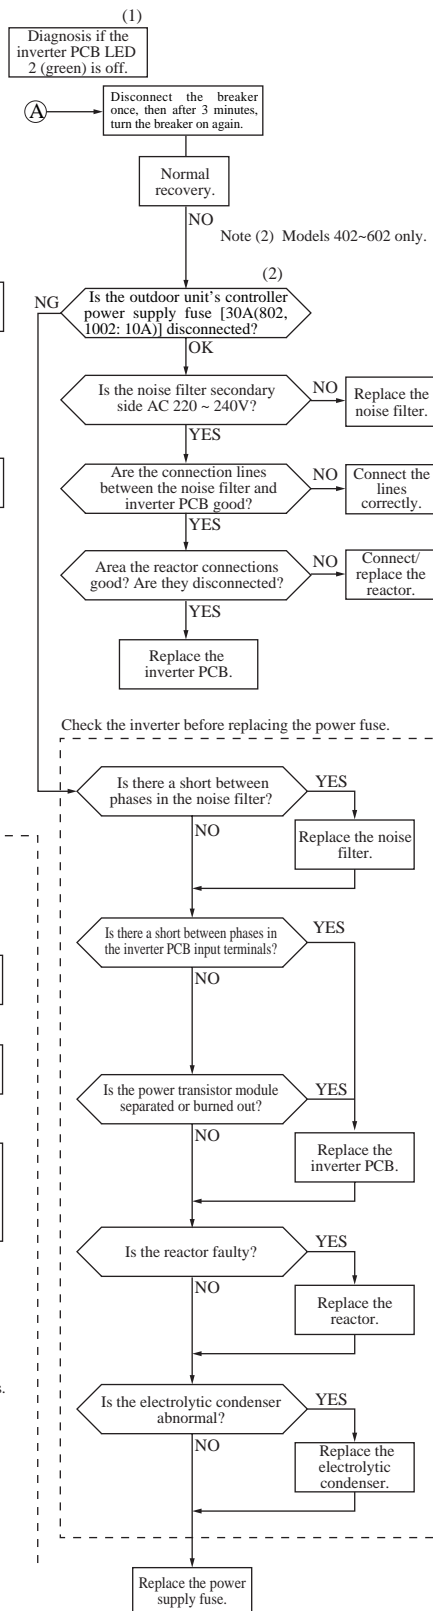 (1)
Diagnosis if the
inverter PCB LED
2 (green) is off.
A
Disconnect the breaker
once, then after 3 minutes,
turn the breaker on again.
Normal
recovery.
NO
Note (2) Models 402~602 only.
(2)
NG
Is the outdoor unit's controller
power supply fuse [30A(802,
1002: 10A)] disconnected?
OK
Is the noise filter secondary
side AC 220 ~ 240V?
NO
Replace the
noise filter.
YES
Are the connection lines
between the noise filter and
inverter PCB good?
NO
Connect the
lines
correctly.
YES
Area the reactor connections
good? Are they disconnected?
NO
Connect/
replace the
reactor.
YES
Replace the
inverter PCB.
Check the inverter before replacing the power fuse.
Is there a short between
phases in the noise filter?
YES
Replace the noise
filter.
NO
Is there a short between phases in
the inverter PCB input terminals?
YES
NO
Is the power transistor module
separated or burned out?
YES
Replace the
inverter PCB.
NO
Is the reactor faulty?
YES
Replace the
reactor.
NO
s.
Is the electrolytic condenser
abnormal?
YES
Replace the
electrolytic
condenser.
NO
Replace the power
supply fuse.